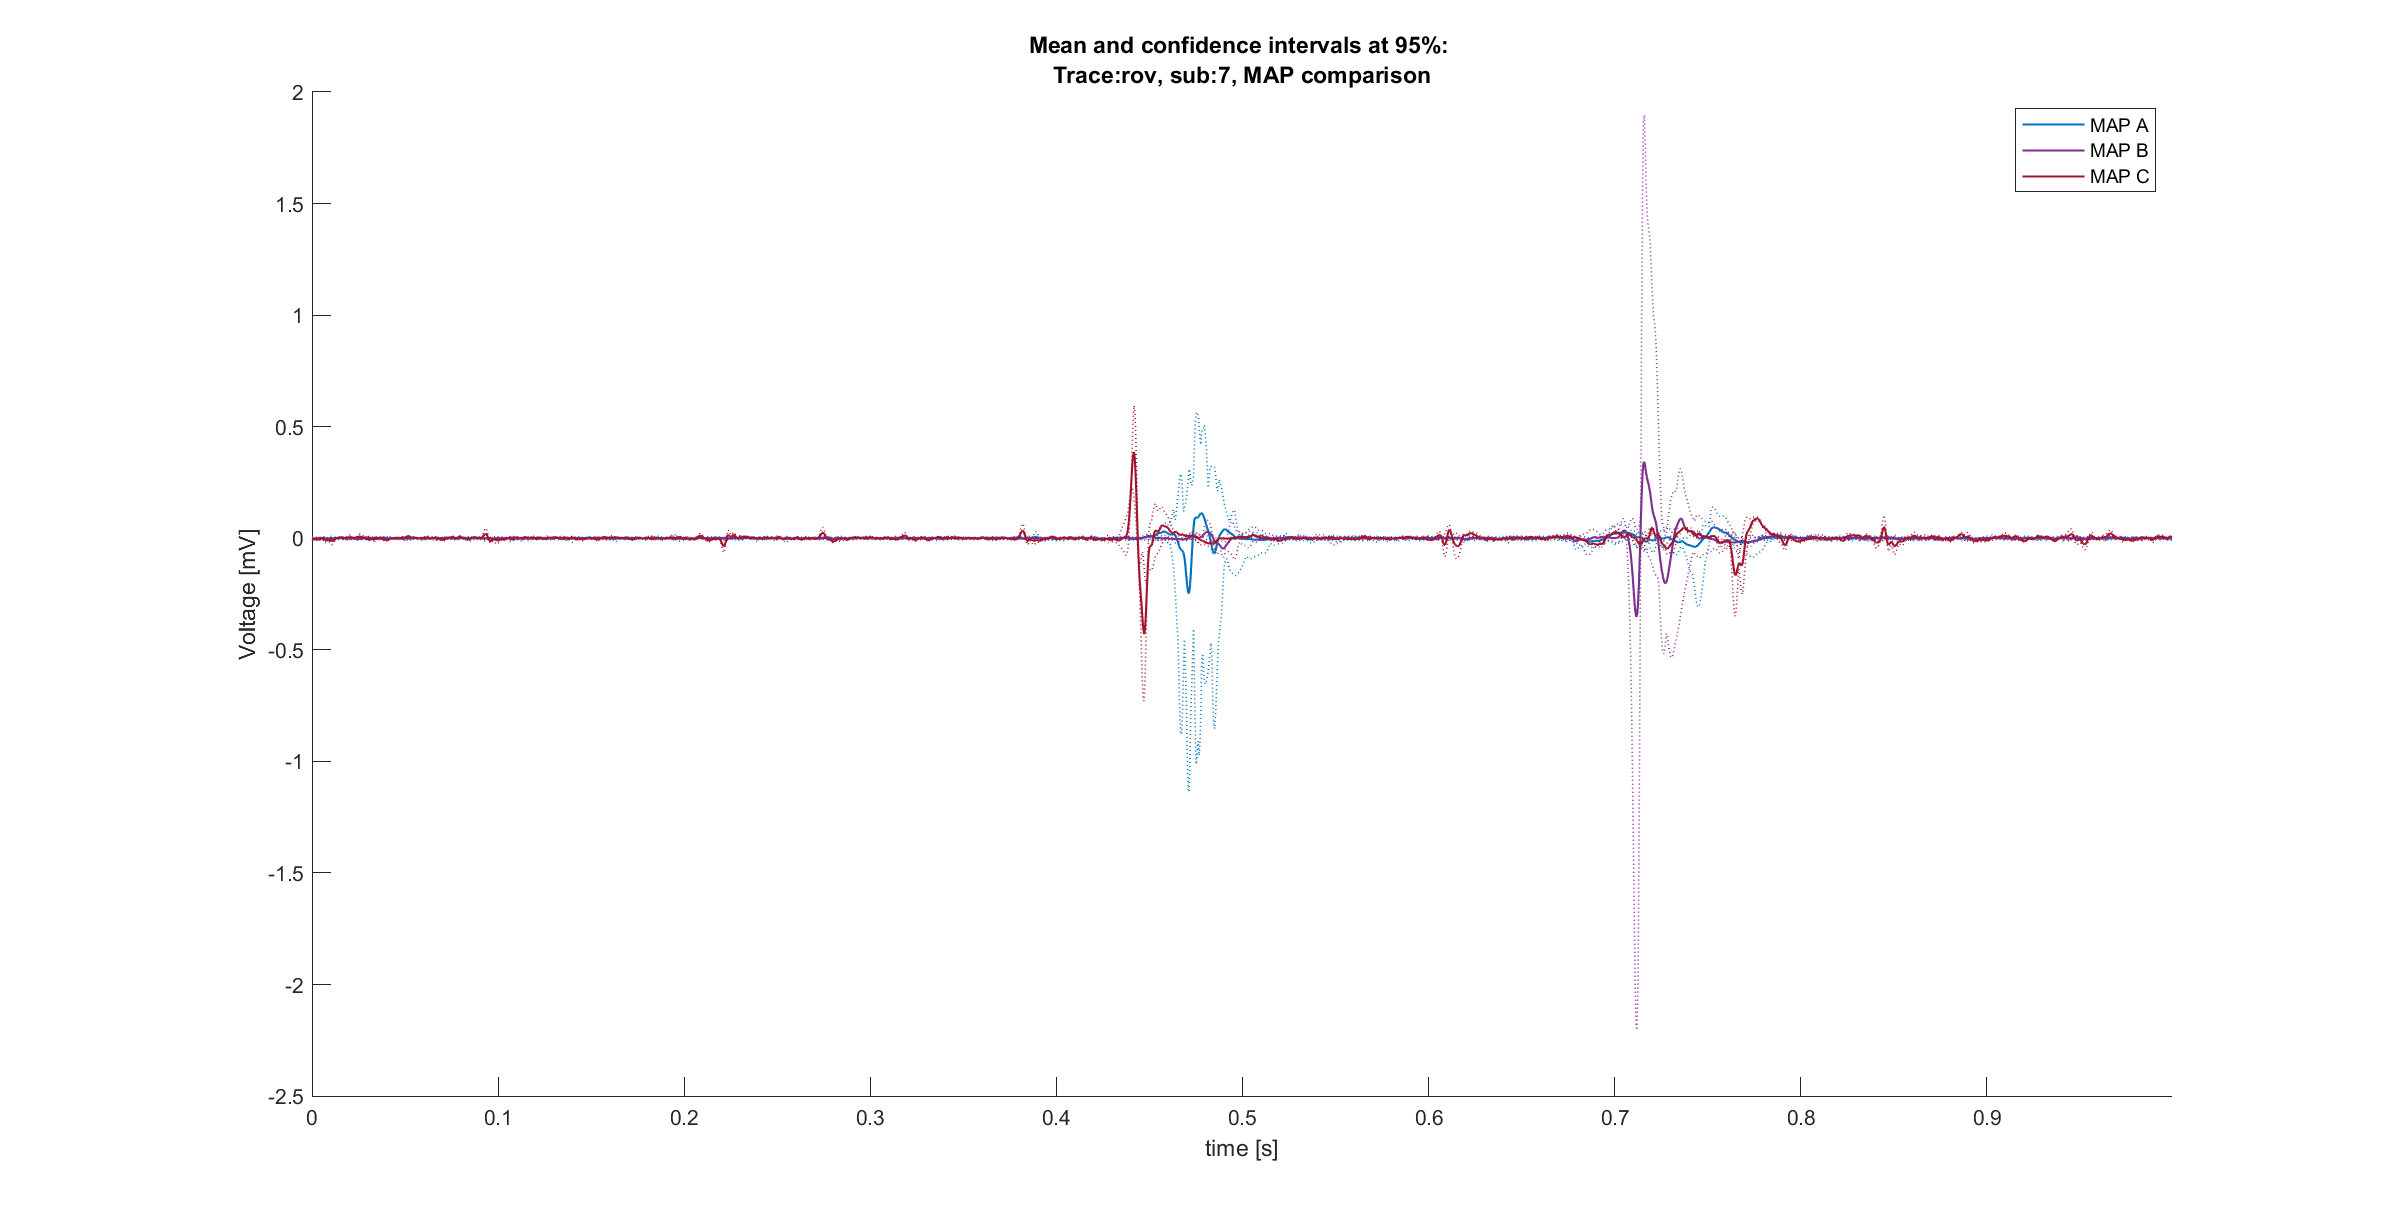 Mean and confidence intervals at 95%:
Trace:rov, sub:7, MAP comparison
MAP A
MAP B
MAP C
2
1.5
1
0.5
0
-0.5
-1
-1.5
-2
-2.5
Voltage [mV]
0 0.1 0.2 0.3 0.4 0.5 0.6 0.7 0.8 0.9
time [s]